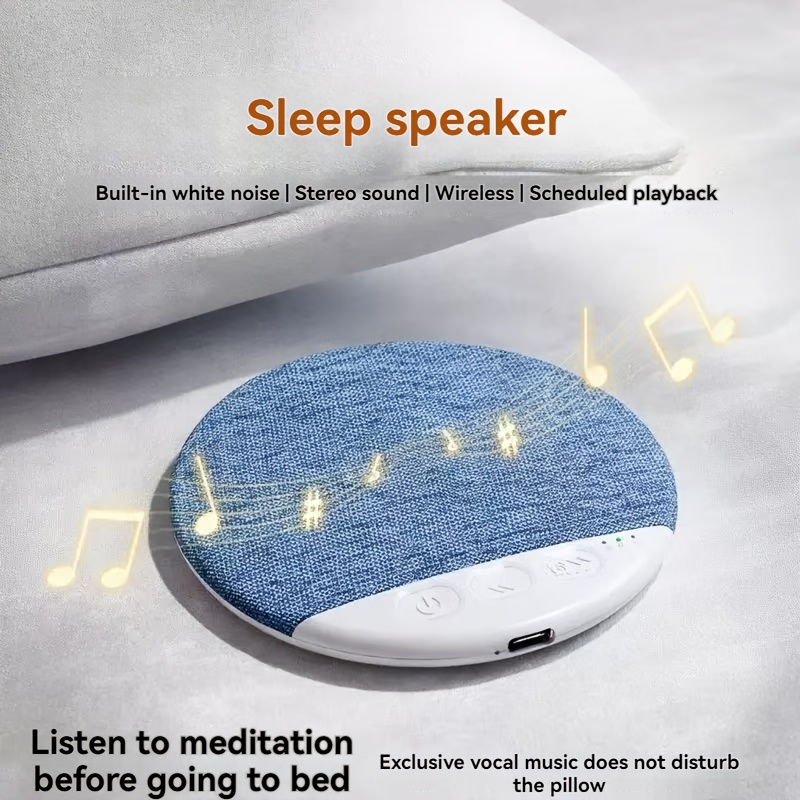 Sleep speaker
Built-in white noise | Stereo sound | Wireless | Scheduled playback
Listen to meditation
before going to bed
Exclusive vocal music does not disturb
the pillow